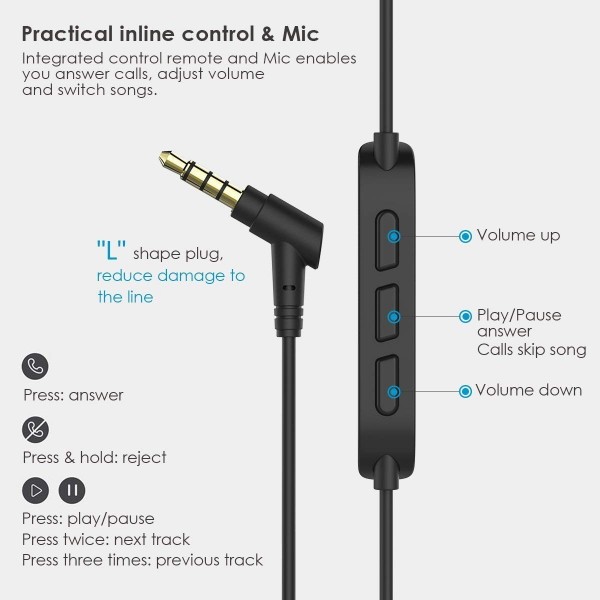 Practical inline control & Mic
Integrated control remote and Mic enables
you answer calls, adjust volume
and switch songs.
"L" shape plug,
reduce damage to
the line
Volume up
Play/Pause
answer
Calls skip song
Volume down
Press: answer
Press & hold: reject
Press: play/pause
Press twice: next track
Press three times: previous track